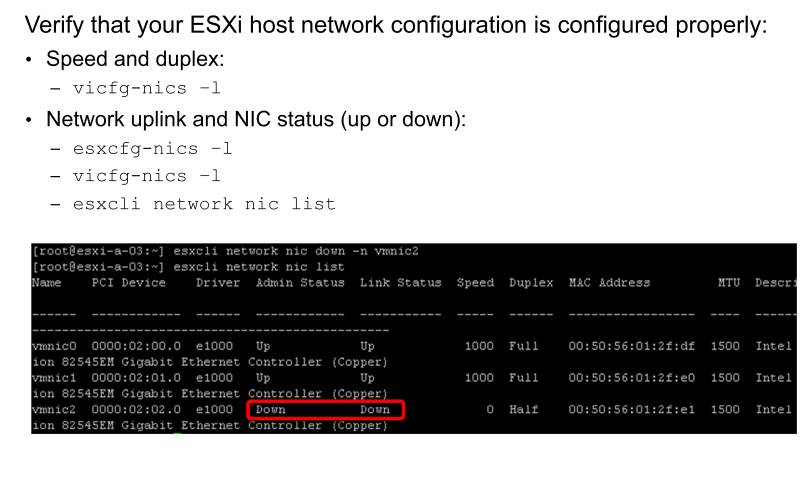 Verify that your ESXi host network configuration is configured properly:
• Speed and duplex:
– vicfg-nics –l
• Network uplink and NIC status (up or down):
– esxcfg-nics –l
– vicfg-nics –l
– esxcli network nic list
[root@esxi-a-03:~] esxcli network nic down -n vmnic2
[root@esxi-a-03:~] esxcli network nic list
Name PCI Device Driver Admin Status Link Status Speed Duplex MAC Address MTU Descri
------ ------------ ------ ------------ ----------- ----- ------ ----------------- ---- ------
------------------------------------------------
vmnic0 0000:02:00.0 e1000 Up Up 1000 Full 00:50:56:01:2f:df 1500 Intel
ion 82545EM Gigabit Ethernet Controller (Copper)
vmnic1 0000:02:01.0 e1000 Up Up 1000 Full 00:50:56:01:2f:e0 1500 Intel
ion 82545EM Gigabit Ethernet Controller (Copper)
vmnic2 0000:02:02.0 e1000 Down Down 0 Half 00:50:56:01:2f:e1 1500 Intel
ion 82545EM Gigabit Ethernet Controller (Copper)